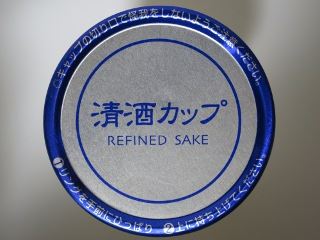 キャップの切り口で怪我をしないようご注意ください。
清酒カップ
REFINED SAKE
①リングを手前にひっぱり ②上に持ち上げてください。